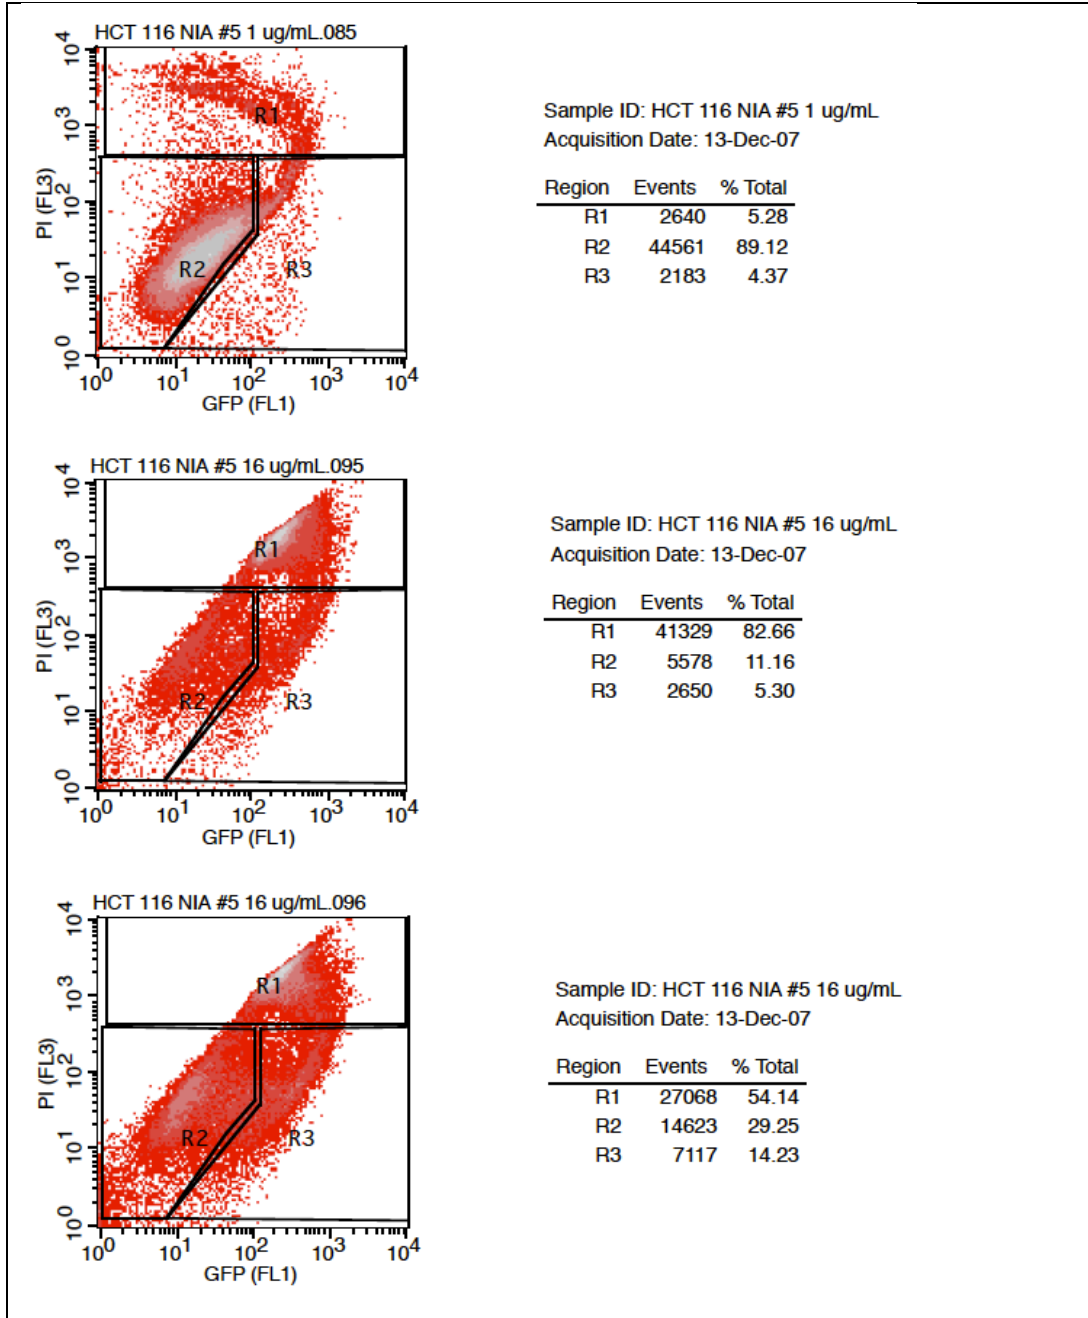 HCT 116 NIA #5 1 ug/mL.085
10^4
10^3
10^2
10^1
10^0
PI (FL3)
R1
R2
R3
10^0 10^1 10^2 10^3 10^4
GFP (FL1)
Sample ID: HCT 116 NIA #5 1 ug/mL
Acquisition Date: 13-Dec-07
Region Events % Total
R1 2640 5.28
R2 44561 89.12
R3 2183 4.37
HCT 116 NIA #5 16 ug/mL.095
10^4
10^3
10^2
10^1
10^0
PI (FL3)
R1
R2
R3
10^0 10^1 10^2 10^3 10^4
GFP (FL1)
Sample ID: HCT 116 NIA #5 16 ug/mL
Acquisition Date: 13-Dec-07
Region Events % Total
R1 41329 82.66
R2 5578 11.16
R3 2650 5.30
HCT 116 NIA #5 16 ug/mL.096
10^4
10^3
10^2
10^1
10^0
PI (FL3)
R1
R2
R3
10^0 10^1 10^2 10^3 10^4
GFP (FL1)
Sample ID: HCT 116 NIA #5 16 ug/mL
Acquisition Date: 13-Dec-07
Region Events % Total
R1 27068 54.14
R2 14623 29.25
R3 7117 14.23